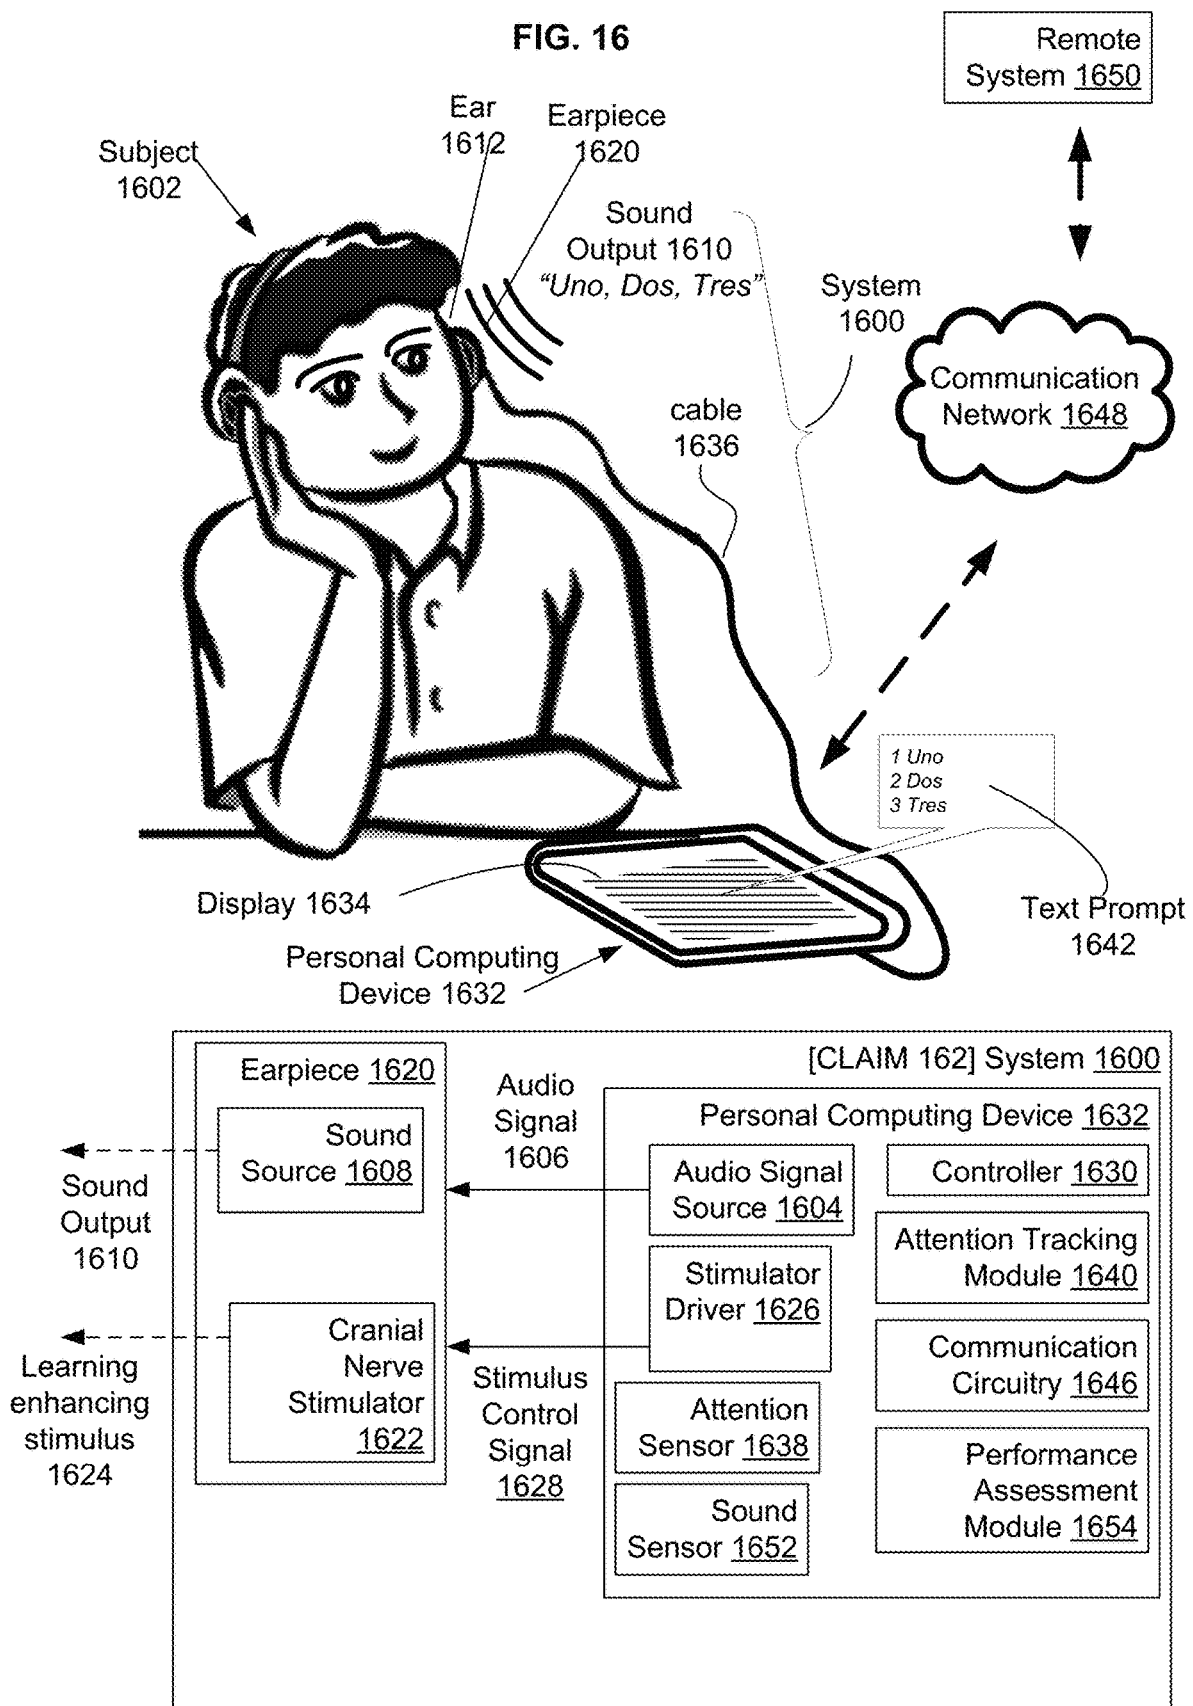 FIG. 16
Remote
System 1650
Ear
1612
Earpiece
1620
Subject
1602
Sound
Output 1610
“Uno, Dos, Tres”
System
1600
Communication
Network 1648
cable
1636
1 Uno
2 Dos
3 Tres
Display 1634
Text Prompt
1642
Personal Computing
Device 1632
[CLAIM 162] System 1600
Earpiece 1620
Audio
Signal
1606
Personal Computing Device 1632
Sound
Source 1608
Sound
Output
1610
Audio Signal
Source 1604
Controller 1630
Attention Tracking
Module 1640
Stimulator
Driver 1626
Cranial
Nerve
Stimulator
1622
Learning
enhancing
stimulus
1624
Stimulus
Control
Signal
1628
Communication
Circuitry 1646
Attention
Sensor 1638
Performance
Assessment
Module 1654
Sound
Sensor 1652